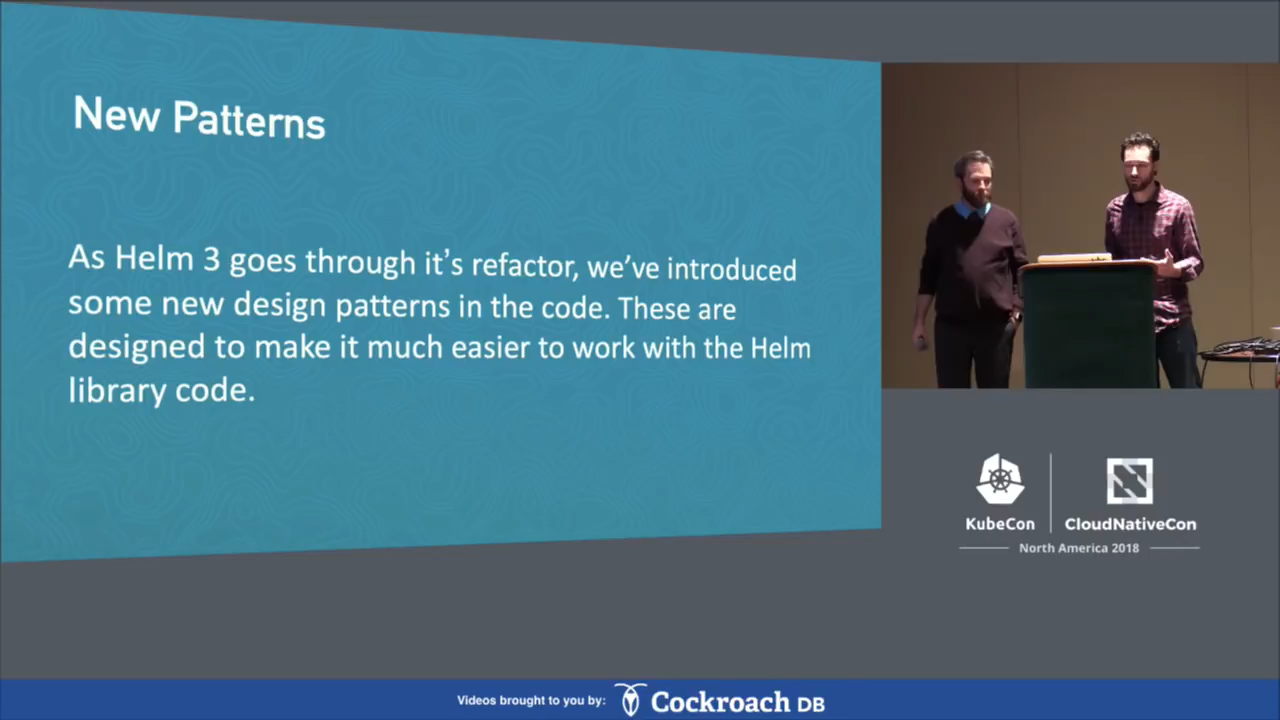 New Patterns
As Helm 3 goes through it's refactor, we've introduced
some new design patterns in the code. These are
designed to make it much easier to work with the Helm
library code.
KubeCon
CloudNativeCon
North America 2018
Videos brought to you by:
Cockroach DB